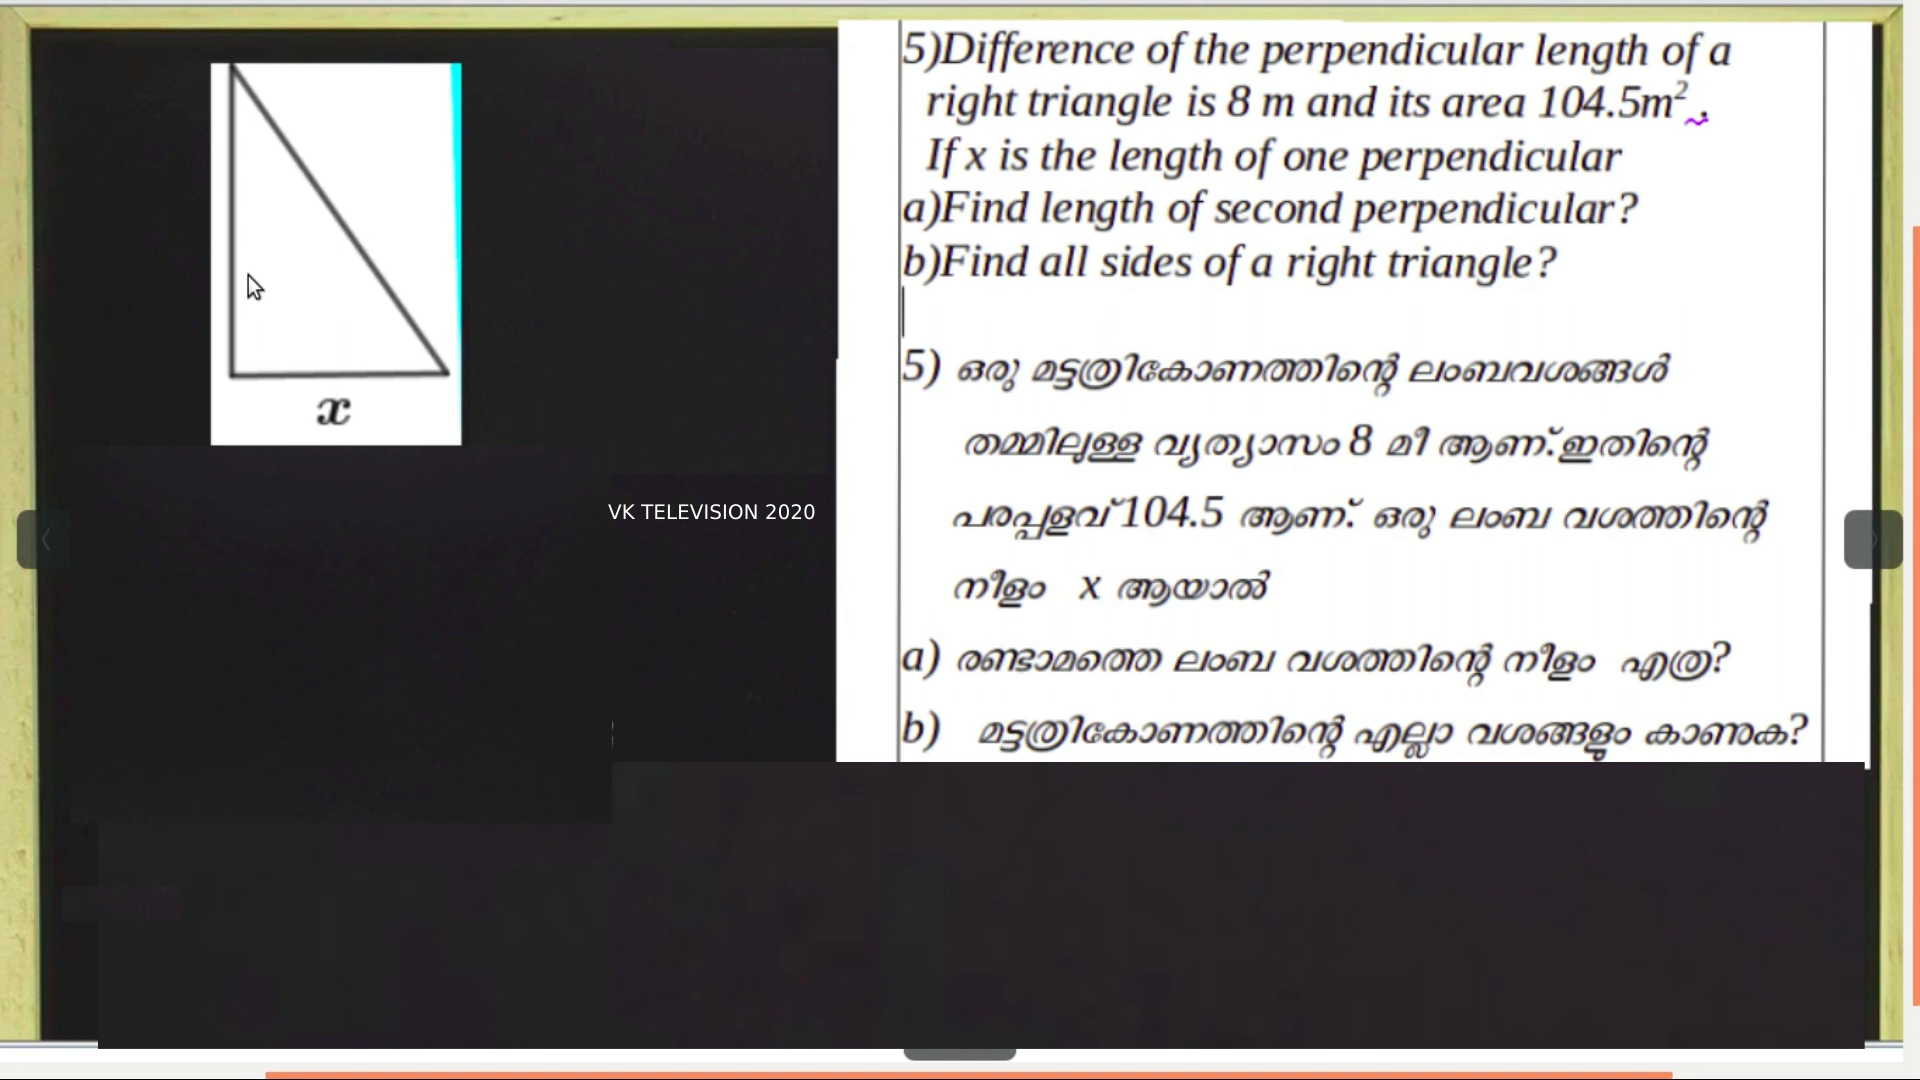 x
VK TELEVISION 2020
5)Difference of the perpendicular length of a
right triangle is 8 m and its area 104.5m² .
If x is the length of one perpendicular
a)Find length of second perpendicular?
b)Find all sides of a right triangle?
5) ഒരു മട്ടത്രികോണത്തിന്റെ ലംബവശങ്ങൾ
തമ്മിലുള്ള വ്യത്യാസം 8 മീ ആണ്.ഇതിന്റെ
പരപ്പളവ് 104.5 ആണ്. ഒരു ലംബ വശത്തിന്റെ
നീളം x ആയാൽ
a) രണ്ടാമത്തെ ലംബ വശത്തിന്റെ നീളം എത്ര?
b) മട്ടത്രികോണത്തിന്റെ എല്ലാ വശങ്ങളും കാണുക?